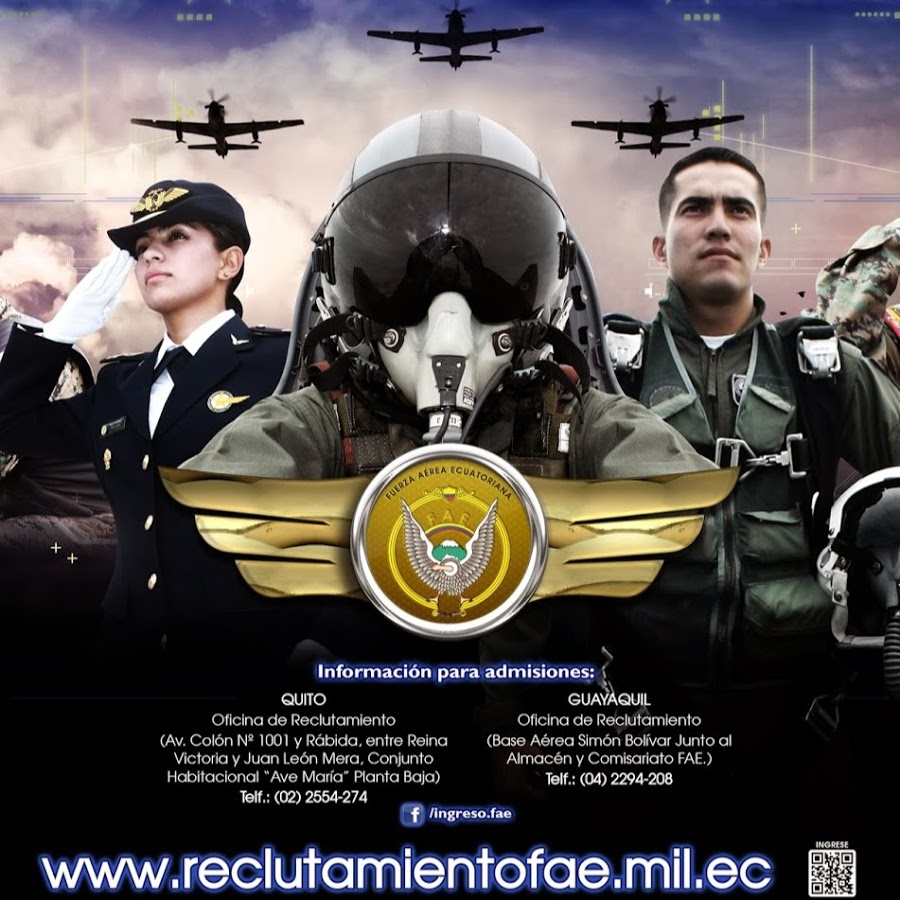 FUERZA AÉREA ECUATORIANA
FAE
Información para admisiones:
QUITO
Oficina de Reclutamiento
(Av. Colón Nº 1001 y Rábida, entre Reina
Victoria y Juan León Mera, Conjunto
Habitacional "Ave María" Planta Baja)
Telf.: (02) 2554-274
GUAYAQUIL
Oficina de Reclutamiento
(Base Aérea Simón Bolívar Junto al
Almacén y Comisariato FAE.)
Telf.: (04) 2294-208
f /ingreso.fae
www.reclutamientofae.mil.ec
INGRESE